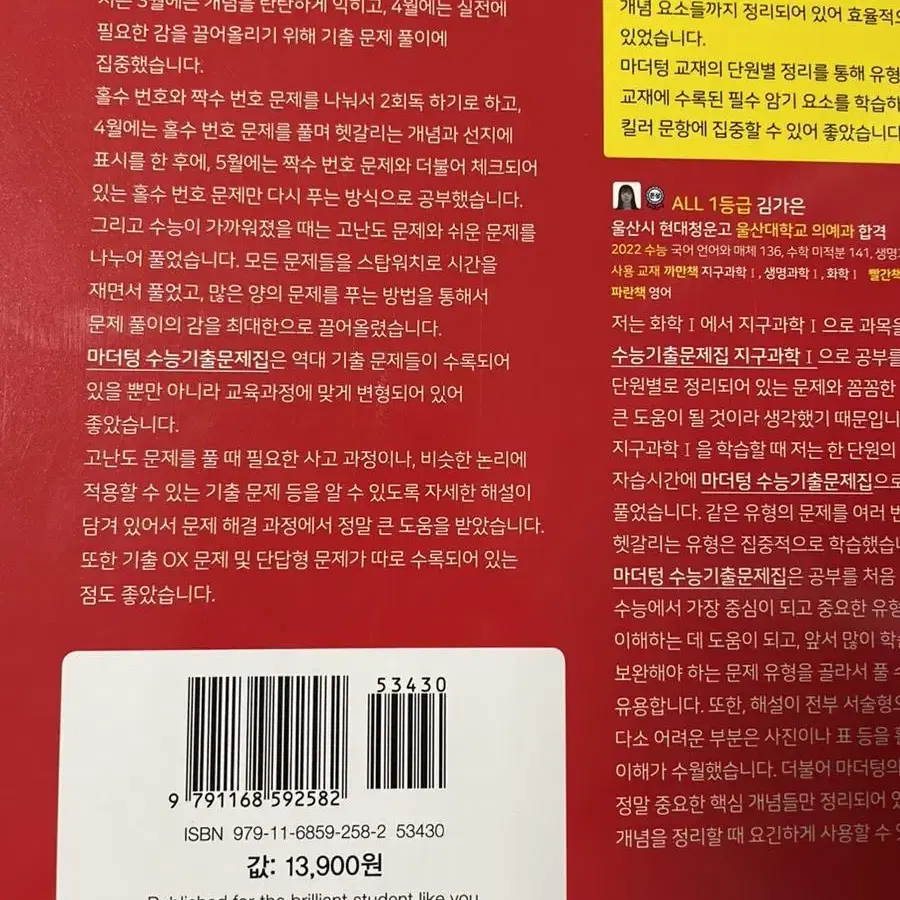 저는 3월에는 개념을 탄탄하게 익히고, 4월에는 실전에
필요한 감을 끌어올리기 위해 기출 문제 풀이에
집중했습니다.
홀수 번호와 짝수 번호 문제를 나눠서 2회독 하기로 하고,
4월에는 홀수 번호 문제를 풀며 헷갈리는 개념과 선지에
표시를 한 후에, 5월에는 짝수 번호 문제와 더불어 체크되어
있는 홀수 번호 문제만 다시 푸는 방식으로 공부했습니다.
그리고 수능이 가까워졌을 때는 고난도 문제와 쉬운 문제를
나누어 풀었습니다. 모든 문제들을 스탑워치로 시간을
재면서 풀었고, 많은 양의 문제를 푸는 방법을 통해서
문제 풀이의 감을 최대한으로 끌어올렸습니다.
마더텅 수능기출문제집은 역대 기출 문제들이 수록되어
있을 뿐만 아니라 교육과정에 맞게 변형되어 있어
좋았습니다.
고난도 문제를 풀 때 필요한 사고 과정이나, 비슷한 논리에
적용할 수 있는 기출 문제 등을 알 수 있도록 자세한 해설이
담겨 있어서 문제 해결 과정에서 정말 큰 도움을 받았습니다.
또한 기출 OX 문제 및 단답형 문제가 따로 수록되어 있는
점도 좋았습니다.
53430
9 791168 592582
ISBN 979-11-6859-258-2 53430
값: 13,900원
Published for the brilliant student like you
개념 요소들까지 정리되어 있어 효율적으
있었습니다.
마더텅 교재의 단원별 정리를 통해 유형
교재에 수록된 필수 암기 요소를 학습하
킬러 문항에 집중할 수 있어 좋았습니다
ALL 1등급 김가은
울산시 현대청운고 울산대학교 의예과 합격
2022 수능 국어 언어와 매체 136, 수학 미적분 141, 생명
사용 교재 까만책 지구과학Ⅰ, 생명과학Ⅰ, 화학Ⅰ 빨간책
파란책 영어
저는 화학Ⅰ에서 지구과학Ⅰ으로 과목을
수능기출문제집 지구과학Ⅰ으로 공부를
단원별로 정리되어 있는 문제와 꼼꼼한
큰 도움이 될 것이라 생각했기 때문입니
지구과학Ⅰ을 학습할 때 저는 한 단원의
자습시간에 마더텅 수능기출문제집으로
풀었습니다. 같은 유형의 문제를 여러 번
헷갈리는 유형은 집중적으로 학습했습니
마더텅 수능기출문제집은 공부를 처음
수능에서 가장 중심이 되고 중요한 유형
이해하는 데 도움이 되고, 앞서 많이 학습
보완해야 하는 문제 유형을 골라서 풀 수
유용합니다. 또한, 해설이 전부 서술형으
다소 어려운 부분은 사진이나 표 등을
이해가 수월했습니다. 더불어 마더텅의
정말 중요한 핵심 개념들만 정리되어 있
개념을 정리할 때 요긴하게 사용할 수